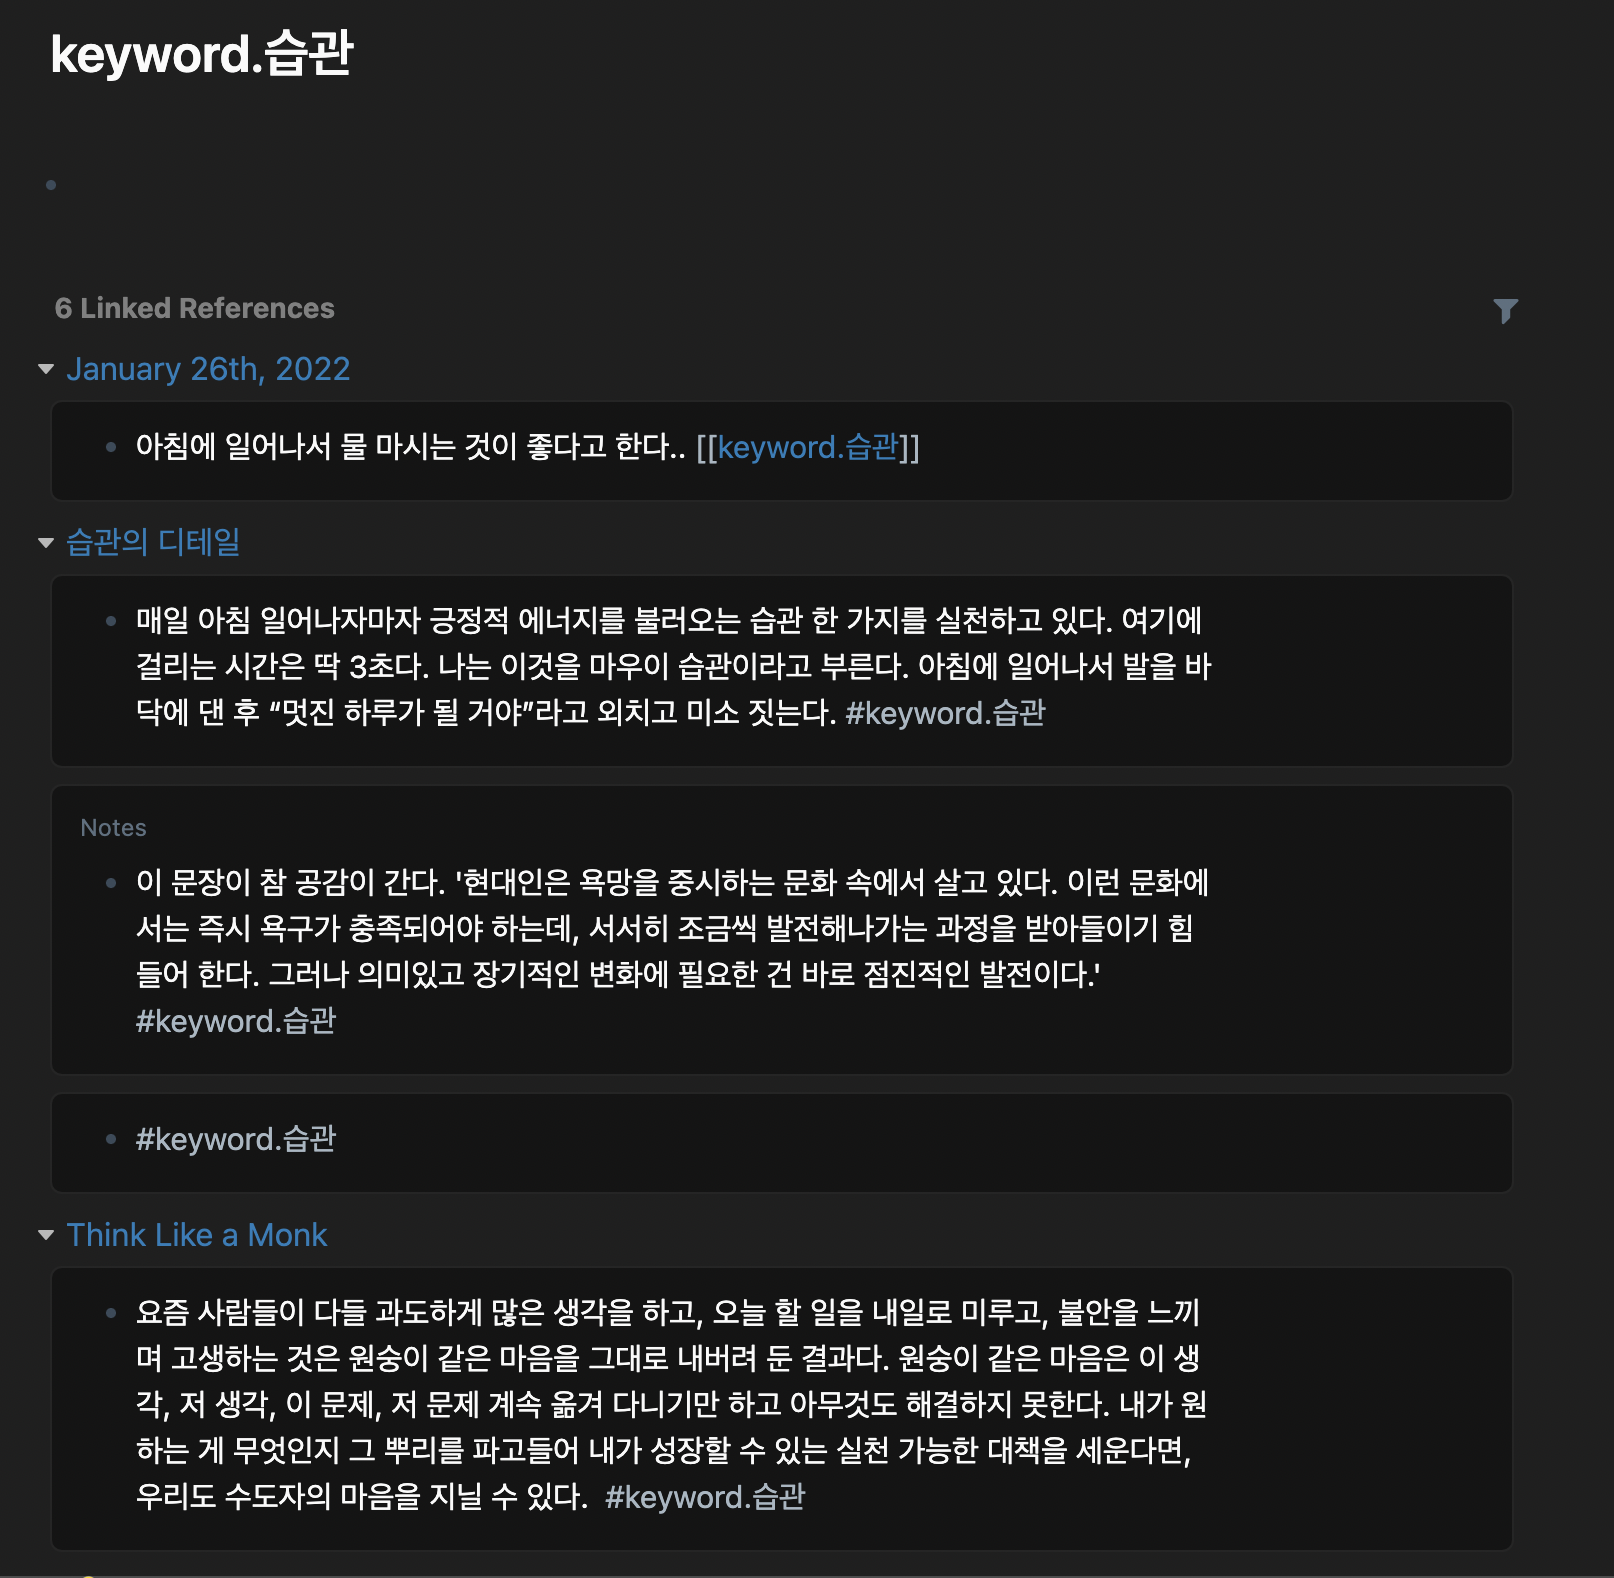 keyword.습관
6 Linked References
January 26th, 2022
아침에 일어나서 물 마시는 것이 좋다고 한다.. [[keyword.습관]]
습관의 디테일
매일 아침 일어나자마자 긍정적 에너지를 불러오는 습관 한 가지를 실천하고 있다. 여기에
걸리는 시간은 딱 3초다. 나는 이것을 마우이 습관이라고 부른다. 아침에 일어나서 발을 바
닥에 댄 후 “멋진 하루가 될 거야”라고 외치고 미소 짓는다. #keyword.습관
Notes
이 문장이 참 공감이 간다. '현대인은 욕망을 중시하는 문화 속에서 살고 있다. 이런 문화에
서는 즉시 욕구가 충족되어야 하는데, 서서히 조금씩 발전해나가는 과정을 받아들이기 힘
들어 한다. 그러나 의미있고 장기적인 변화에 필요한 건 바로 점진적인 발전이다.'
#keyword.습관
#keyword.습관
Think Like a Monk
요즘 사람들이 다들 과도하게 많은 생각을 하고, 오늘 할 일을 내일로 미루고, 불안을 느끼
며 고생하는 것은 원숭이 같은 마음을 그대로 내버려 둔 결과다. 원숭이 같은 마음은 이 생
각, 저 생각, 이 문제, 저 문제 계속 옮겨 다니기만 하고 아무것도 해결하지 못한다. 내가 원
하는 게 무엇인지 그 뿌리를 파고들어 내가 성장할 수 있는 실천 가능한 대책을 세운다면,
우리도 수도자의 마음을 지닐 수 있다. #keyword.습관